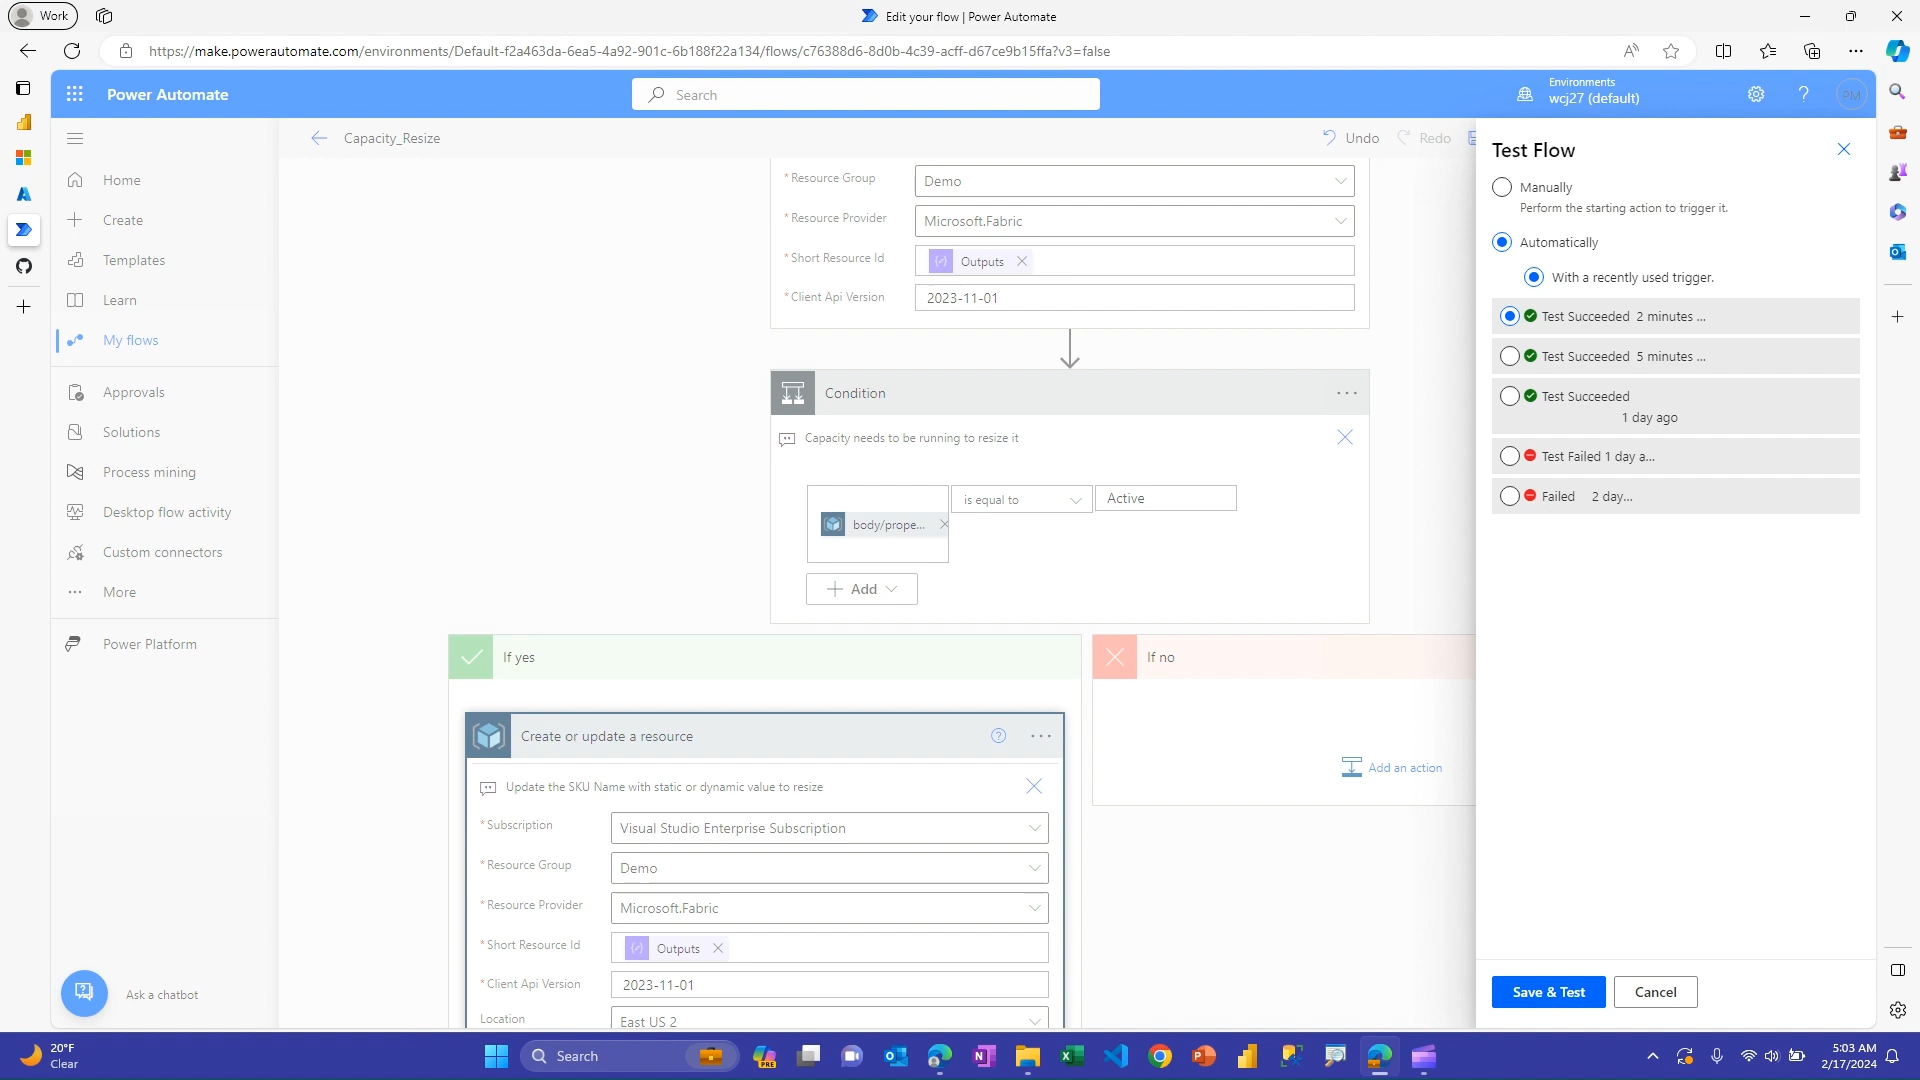 Work
Edit your flow | Power Automate
https://make.powerautomate.com/environments/Default-f2a463da-6ea5-4a92-901c-6b188f22a134/flows/c76388d6-8d0b-4c39-acff-d67ce9b15ffa?v3=false
Power Automate
Search
Environments
wcj27 (default)
PM
Capacity_Resize
Undo
Redo
Home
Create
Templates
Learn
My flows
Approvals
Solutions
Process mining
Desktop flow activity
Custom connectors
More
Power Platform
Ask a chatbot
* Resource Group
Demo
* Resource Provider
Microsoft.Fabric
* Short Resource Id
Outputs
* Client Api Version
2023-11-01
Condition
Capacity needs to be running to resize it
body/prope...
is equal to
Active
Add
If yes
If no
Add an action
Create or update a resource
Update the SKU Name with static or dynamic value to resize
* Subscription
Visual Studio Enterprise Subscription
* Resource Group
Demo
* Resource Provider
Microsoft.Fabric
* Short Resource Id
Outputs
* Client Api Version
2023-11-01
Location
East US 2
Test Flow
Manually
Perform the starting action to trigger it.
Automatically
With a recently used trigger.
Test Succeeded 2 minutes ...
Test Succeeded 5 minutes ...
Test Succeeded
1 day ago
Test Failed 1 day a...
Failed 2 day...
Save & Test
Cancel
20°F
Clear
Search
PRE
5:03 AM
2/17/2024